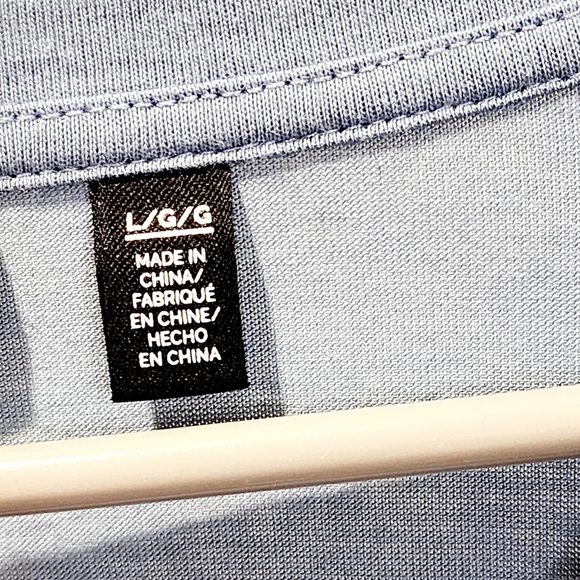 L/G/G
MADE IN
CHINA/
FABRIQUÉ
EN CHINE/
HECHO
EN CHINA